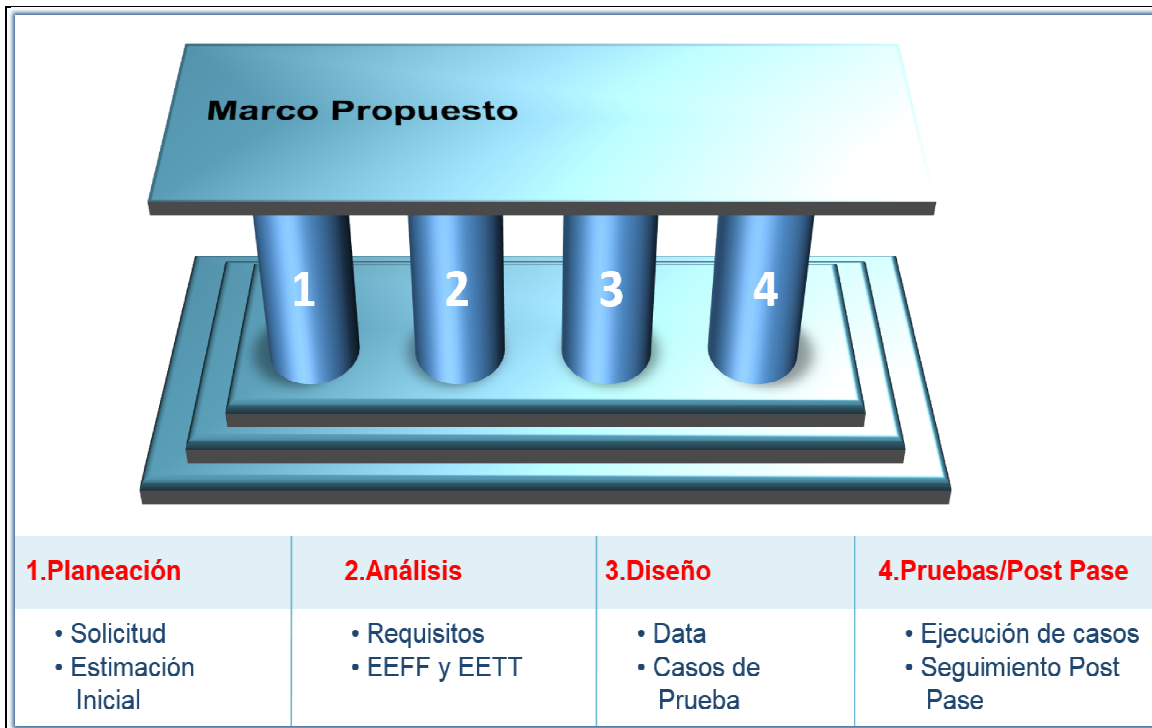 Marco Propuesto
1 2 3 4
1.Planeación
• Solicitud
• Estimación
Inicial
2.Análisis
• Requisitos
• EEFF y EETT
3.Diseño
• Data
• Casos de
Prueba
4.Pruebas/Post Pase
• Ejecución de casos
• Seguimiento Post
Pase